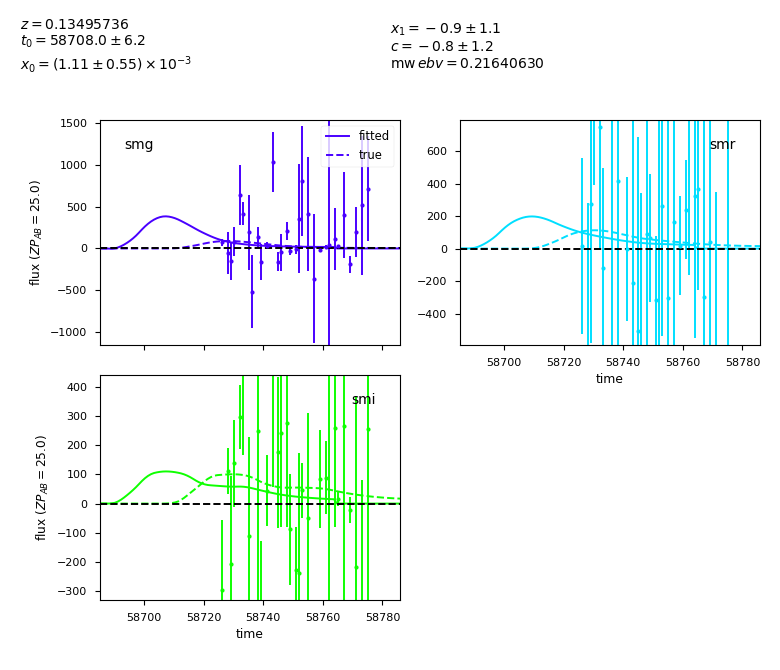 z = 0.13495736
t₀ = 58708.0 ± 6.2
x₀ = (1.11 ± 0.55) × 10⁻³
x₁ = −0.9 ± 1.1
c = −0.8 ± 1.2
mw ebv = 0.21640630
smg
fitted
true
1500
1000
500
0
−500
−1000
flux (ZP_AB = 25.0)
smr
600
400
200
0
−200
−400
58700 58720 58740 58760 58780
time
smi
400
300
200
100
0
−100
−200
−300
flux (ZP_AB = 25.0)
58700 58720 58740 58760 58780
time